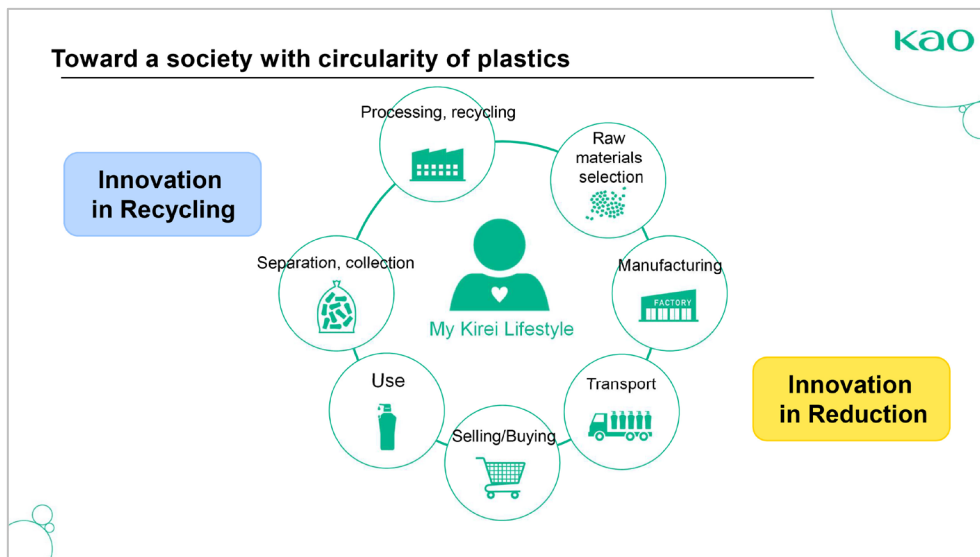 Toward a society with circularity of plastics
Kao
Processing, recycling
Raw
materials
selection
Innovation
in Recycling
Separation, collection
Manufacturing
FACTORY
My Kirei Lifestyle
Use
Transport
Innovation
in Reduction
Selling/Buying